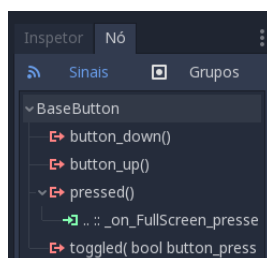 Inspetor Nó
Sinais Grupos
BaseButton
button_down()
button_up()
pressed()
.. :: _on_FullScreen_presse
toggled( bool button_press